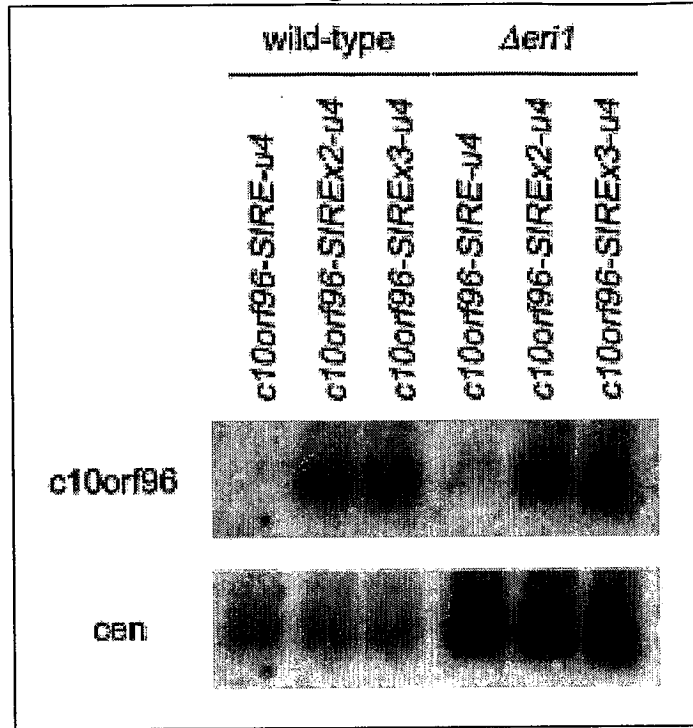 wild-type Δeri1
c10orf96-SIRE-u4
c10orf96-SIREx2-u4
c10orf96-SIREx3-u4
c10orf96-SIRE-u4
c10orf96-SIREx2-u4
c10orf96-SIREx3-u4
c10orf96
cen